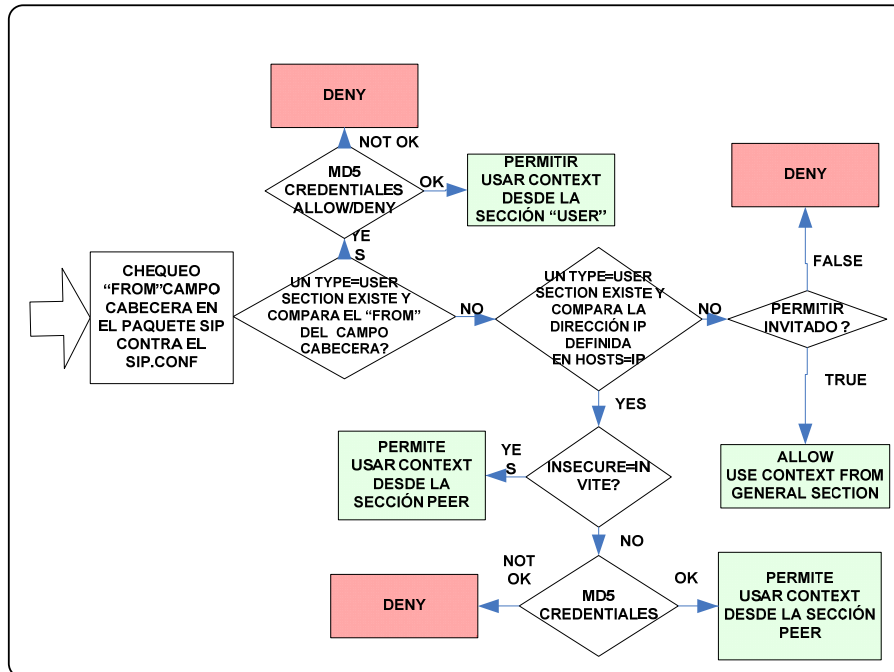 DENY
NOT OK
MD5
CREDENTIALES
ALLOW/DENY
OK
PERMITIR
USAR CONTEXT
DESDE LA
SECCIÓN “USER”
DENY
YE
S
FALSE
CHEQUEO
“FROM”CAMPO
CABECERA EN
EL PAQUETE SIP
CONTRA EL
SIP.CONF
UN TYPE=USER
SECTION EXISTE Y
COMPARA EL “FROM”
DEL CAMPO
CABECERA?
NO
UN TYPE=USER
SECTION EXISTE Y
COMPARA LA
DIRECCIÓN IP
DEFINIDA
EN HOSTS=IP
NO
PERMITIR
INVITADO ?
TRUE
YES
PERMITE
USAR CONTEXT
DESDE LA
SECCIÓN PEER
YE
S
INSECURE=IN
VITE?
ALLOW
USE CONTEXT FROM
GENERAL SECTION
NO
NOT
OK
DENY
MD5
CREDENTIALES
OK
PERMITE
USAR CONTEXT
DESDE LA SECCIÓN
PEER